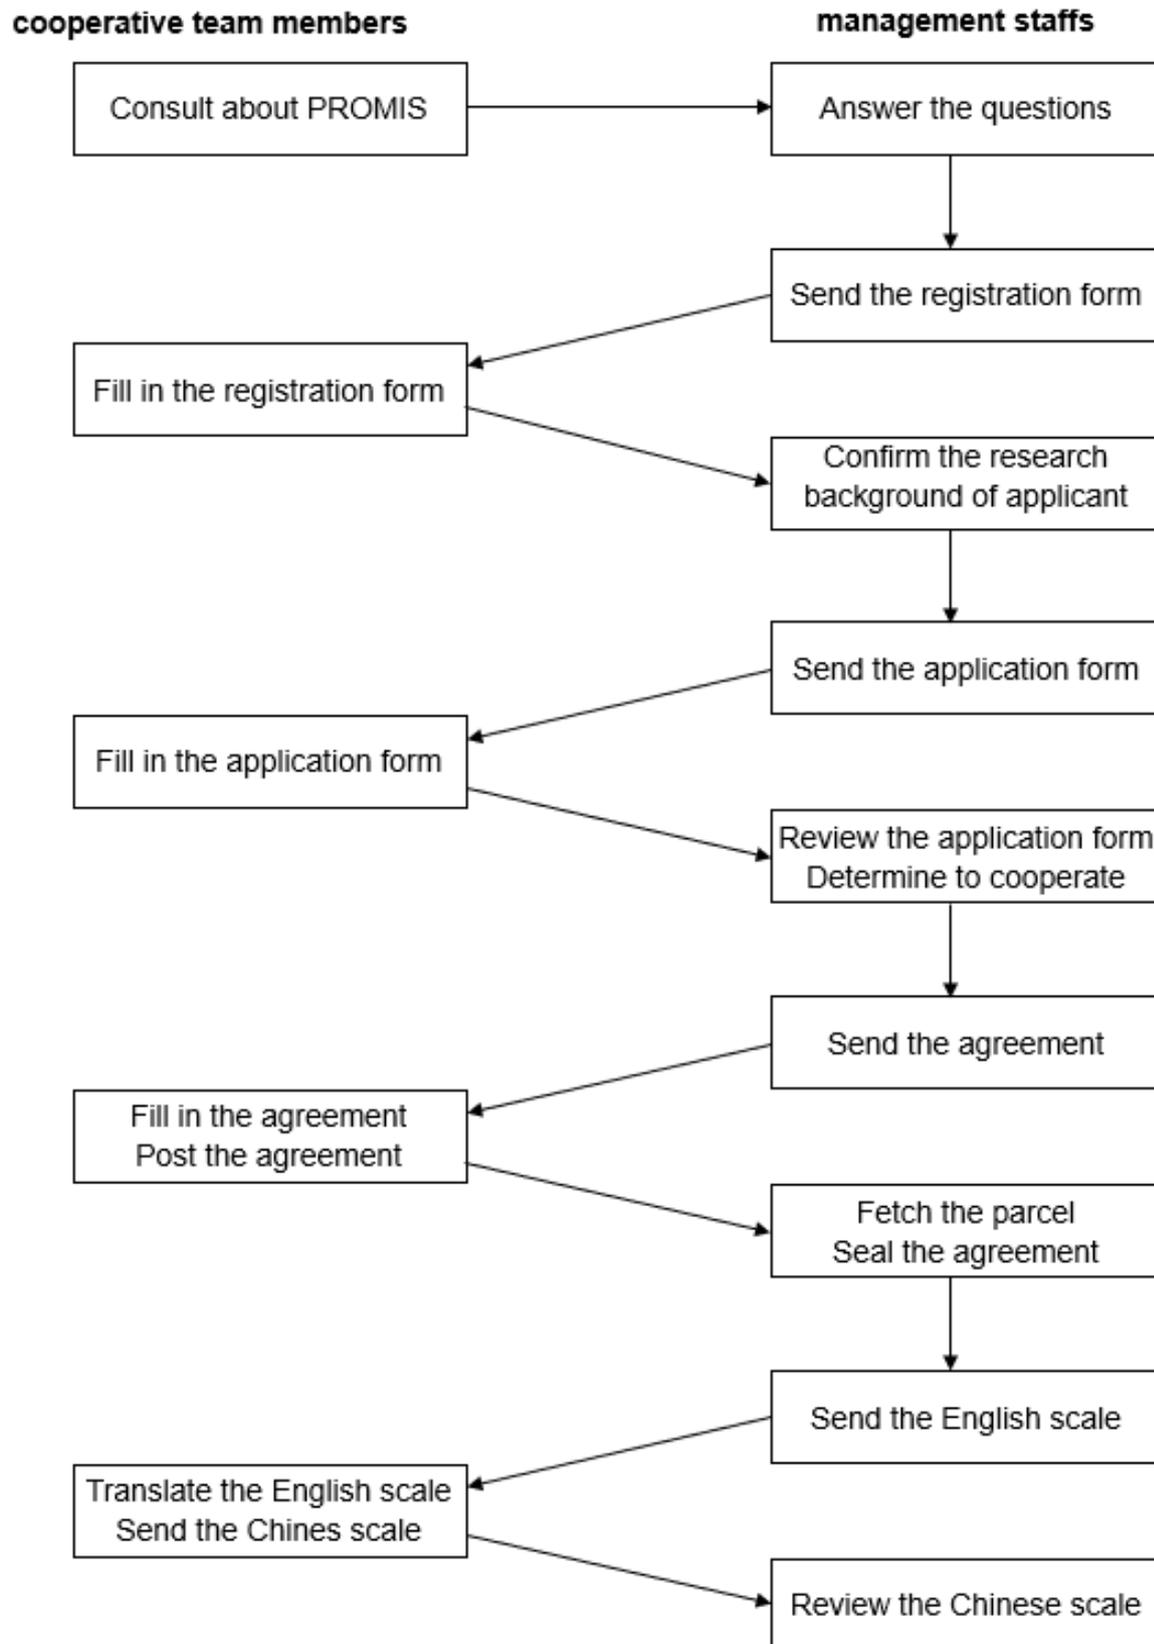 cooperative team members
management staffs
Consult about PROMIS
Answer the questions
Send the registration form
Fill in the registration form
Confirm the research
background of applicant
Send the application form
Fill in the application form
Review the application form
Determine to cooperate
Send the agreement
Fill in the agreement
Post the agreement
Fetch the parcel
Seal the agreement
Send the English scale
Translate the English scale
Send the Chines scale
Review the Chinese scale